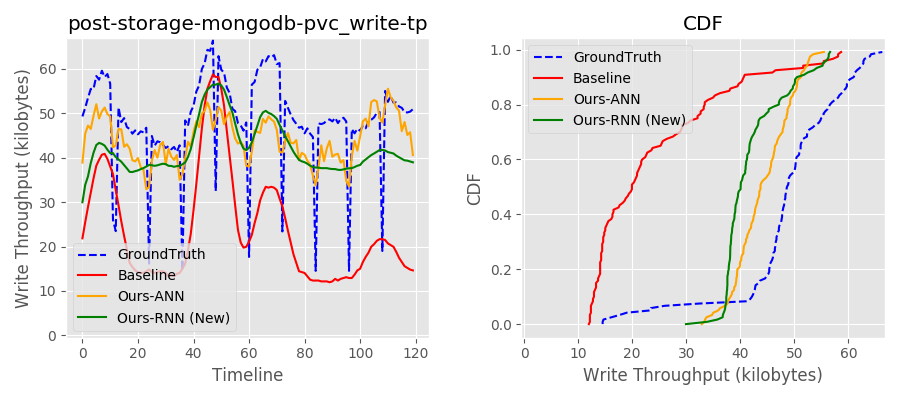 post-storage-mongodb-pvc_write-tp
Write Throughput (kilobytes)
60
50
40
30
20
10
0
GroundTruth
Baseline
Ours-ANN
Ours-RNN (New)
0 20 40 60 80 100 120
Timeline
CDF
CDF
1.0
0.8
0.6
0.4
0.2
0.0
GroundTruth
Baseline
Ours-ANN
Ours-RNN (New)
0 10 20 30 40 50 60
Write Throughput (kilobytes)